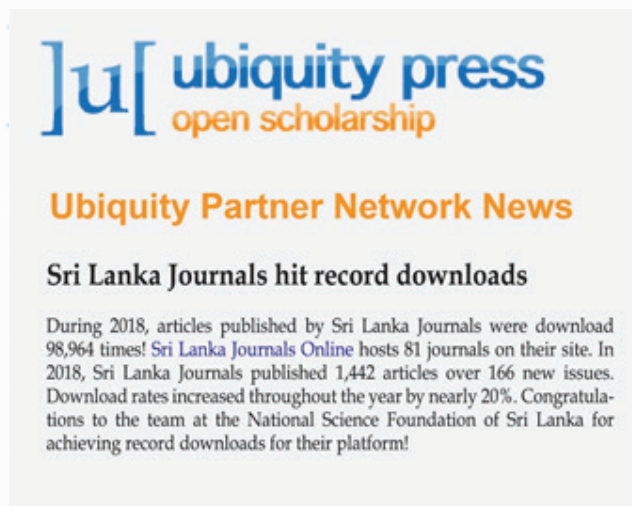 ]u[ ubiquity press
open scholarship
Ubiquity Partner Network News
Sri Lanka Journals hit record downloads
During 2018, articles published by Sri Lanka Journals were download
98,964 times! Sri Lanka Journals Online hosts 81 journals on their site. In
2018, Sri Lanka Journals published 1,442 articles over 166 new issues.
Download rates increased throughout the year by nearly 20%. Congratula-
tions to the team at the National Science Foundation of Sri Lanka for
achieving record downloads for their platform!